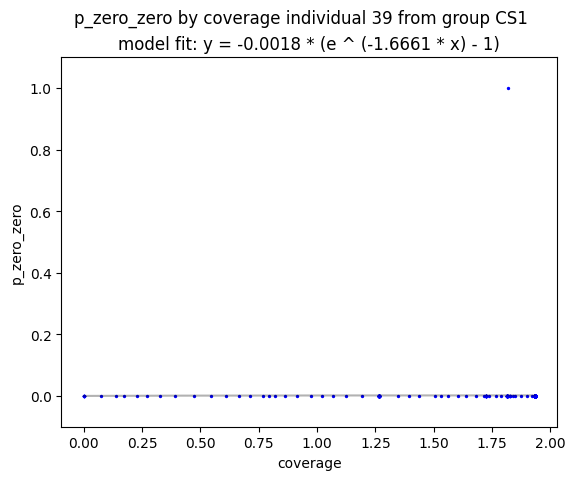 p_zero_zero by coverage individual 39 from group CS1
model fit: y = -0.0018 * (e ^ (-1.6661 * x) - 1)
1.0
0.8
0.6
0.4
0.2
0.0
p_zero_zero
0.00 0.25 0.50 0.75 1.00 1.25 1.50 1.75 2.00
coverage